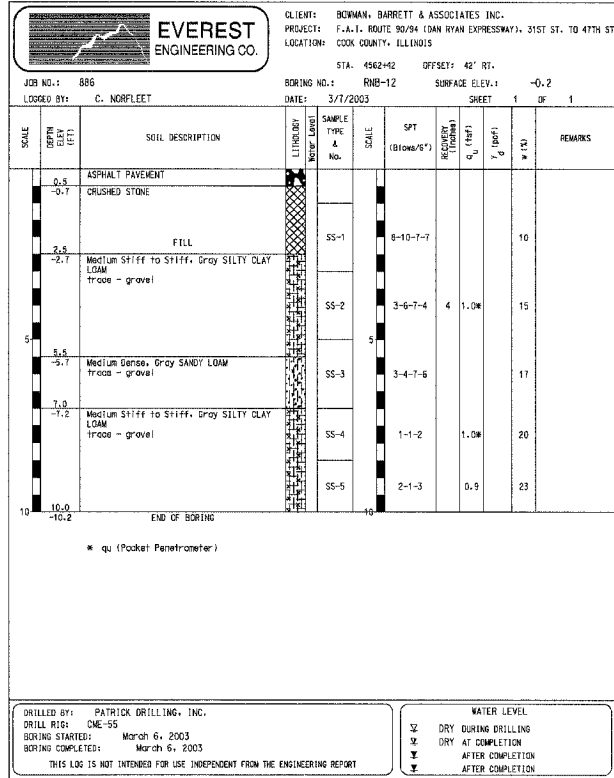 EVEREST
ENGINEERING CO.
CLIENT: BOWMAN, BARRETT & ASSOCIATES INC.
PROJECT: F.A.I. ROUTE 90/94 (DAN RYAN EXPRESSWAY), 31ST ST. TO 47TH ST
LOCATION: COOK COUNTY, ILLINOIS
STA. 4562+42 OFFSET: 42' RT.
JOB NO.: 886
BORING NO.: RNB-12 SURFACE ELEV.: -0.2
LOGGED BY: C. NORFLEET
DATE: 3/7/2003 SHEET 1 OF 1
SCALE
DEPTH ELEV (FT)
SOIL DESCRIPTION
LITHOLOGY
Water Level
SAMPLE TYPE & No.
SCALE
SPT (Blows/6")
RECOVERY (Inches)
qu (tsf)
γd (pcf)
w (%)
REMARKS
ASPHALT PAVEMENT
0.5
-0.7 CRUSHED STONE
FILL SS-1 8-10-7-7 10
2.5
-2.7 Medium Stiff to Stiff, Gray SILTY CLAY
LOAM
trace - gravel
SS-2 3-6-7-4 4 1.0* 15
5 5
5.5
-5.7 Medium Dense, Gray SANDY LOAM
trace - gravel
SS-3 17
7.0
-7.2 Medium Stiff to Stiff, Gray SILTY CLAY
LOAM
trace - gravel
SS-4 1-1-2 1.0* 20
SS-5 2-1-3 0.9 23
10 10.0 10
-10.2 END OF BORING
* qu (Pocket Penetrometer)
DRILLED BY: PATRICK DRILLING, INC.
DRILL RIG: CME-55
BORING STARTED: March 6, 2003
BORING COMPLETED: March 6, 2003
THIS LOG IS NOT INTENDED FOR USE INDEPENDENT FROM THE ENGINEERING REPORT
WATER LEVEL
DRY DURING DRILLING
DRY AT COMPLETION
AFTER COMPLETION
AFTER COMPLETION